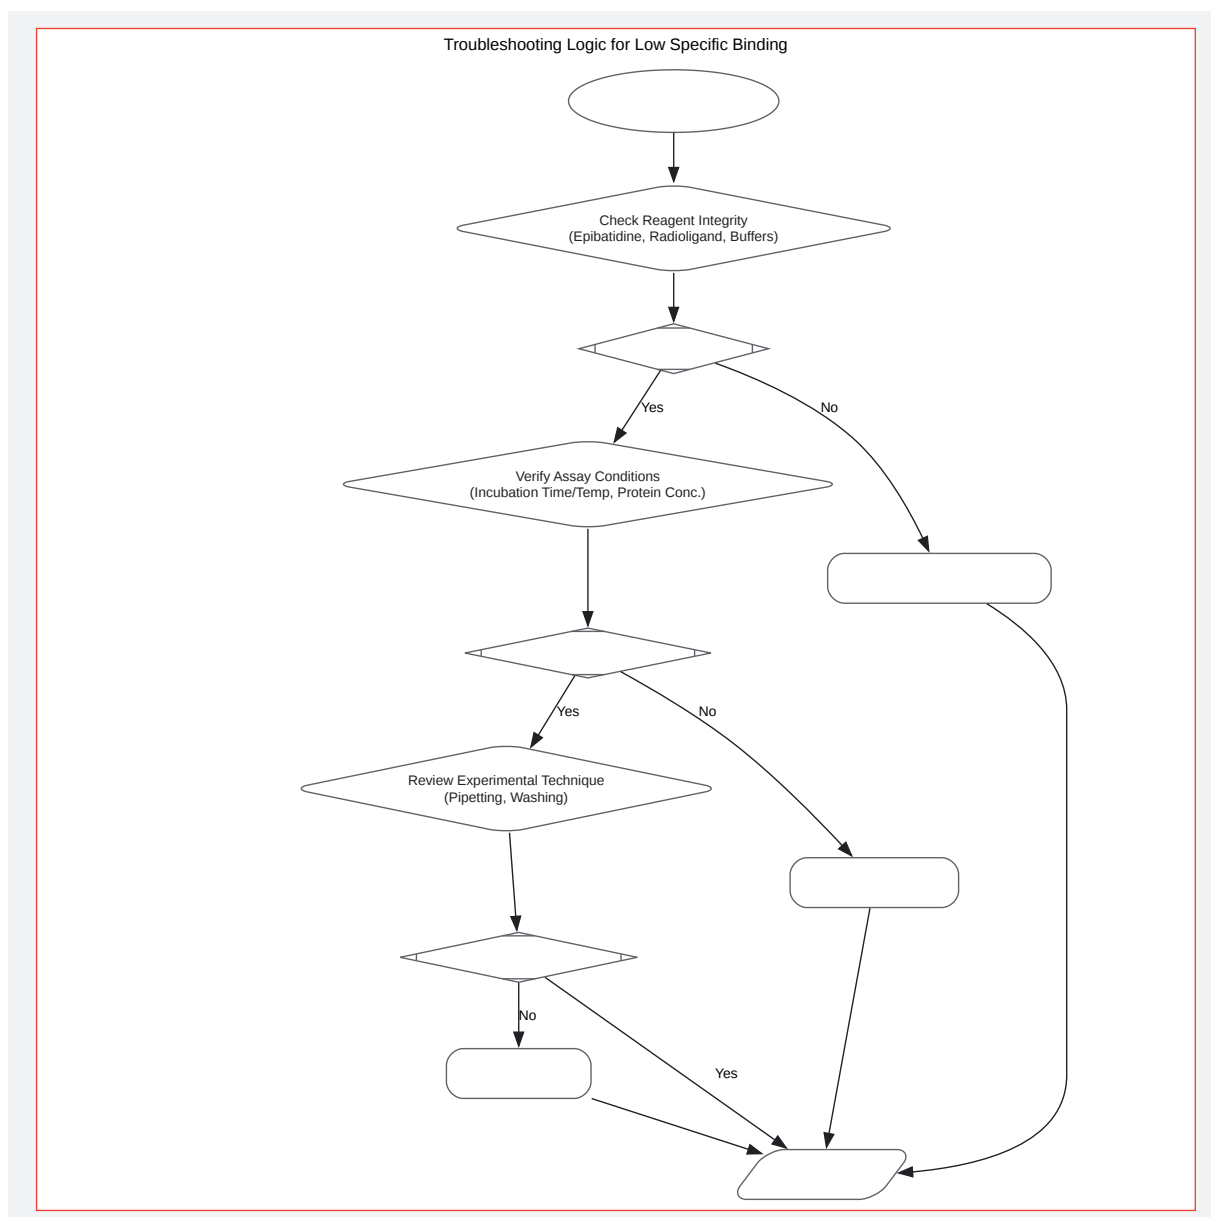 Troubleshooting Logic for Low Specific Binding
Check Reagent Integrity
(Epibatidine, Radioligand, Buffers)
Yes
No
Verify Assay Conditions
(Incubation Time/Temp, Protein Conc.)
Yes
No
Review Experimental Technique
(Pipetting, Washing)
No
Yes